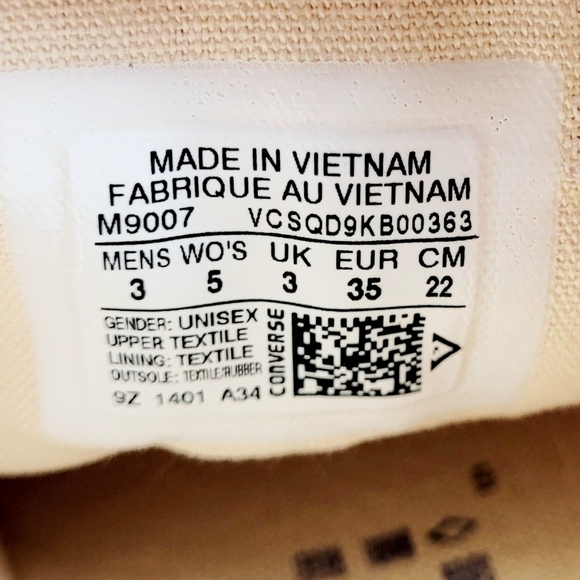 MADE IN VIETNAM
FABRIQUE AU VIETNAM
M9007 VCSQD9KB00363
MENS WO'S UK EUR CM
3 5 3 35 22
GENDER: UNISEX
UPPER TEXTILE
LINING: TEXTILE
OUTSOLE: TEXTILE/RUBBER
9Z 1401 A34
CONVERSE